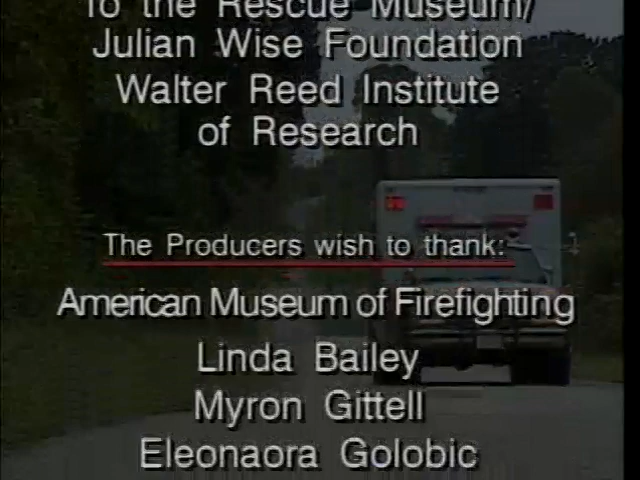 To the Rescue Museum/
Julian Wise Foundation
Walter Reed Institute
of Research
The Producers wish to thank:
American Museum of Firefighting
Linda Bailey
Myron Gittell
Eleonaora Golobic